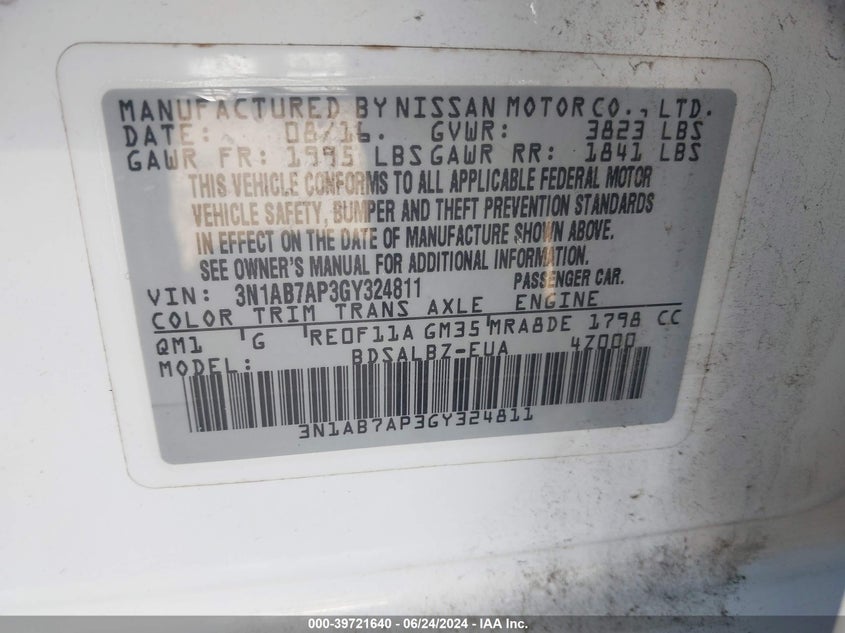 MANUFACTURED BY NISSAN MOTOR CO., LTD.
DATE: 08/16. GVWR: 3823 LBS
GAWR FR: 1995 LBS GAWR RR: 1841 LBS
THIS VEHICLE CONFORMS TO ALL APPLICABLE FEDERAL MOTOR
VEHICLE SAFETY, BUMPER AND THEFT PREVENTION STANDARDS
IN EFFECT ON THE DATE OF MANUFACTURE SHOWN ABOVE.
SEE OWNER'S MANUAL FOR ADDITIONAL INFORMATION.
VIN: 3N1AB7AP3GY324811 PASSENGER CAR.
COLOR TRIM TRANS AXLE ENGINE
QM1 G RE0F11A GM35 MRA8DE 1798 CC
MODEL: BDSALBZ-EUA 4Z000
3N1AB7AP3GY324811
000-39721640 - 06/24/2024 - IAAI - IMAGE.